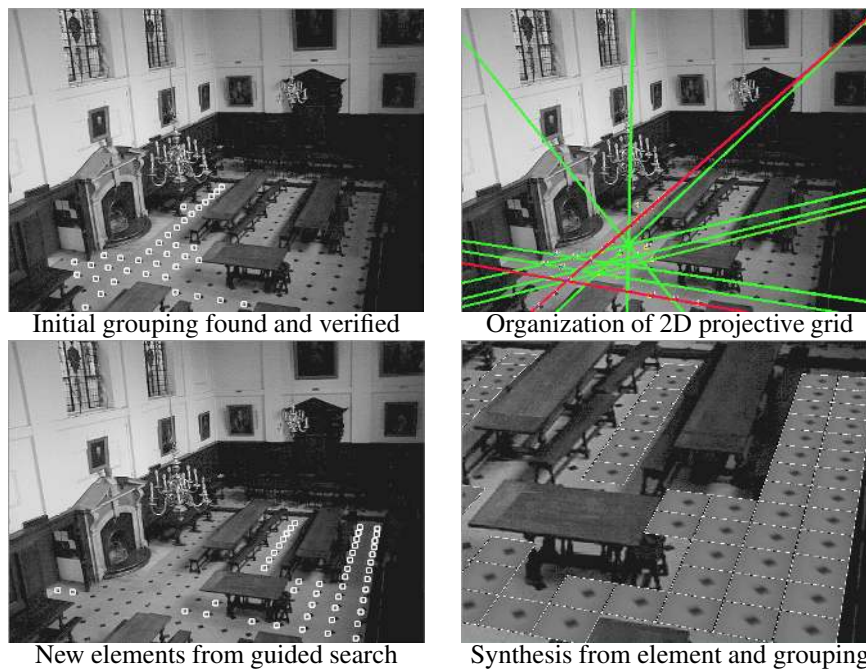 Initial grouping found and verified
Organization of 2D projective grid
New elements from guided search
Synthesis from element and grouping